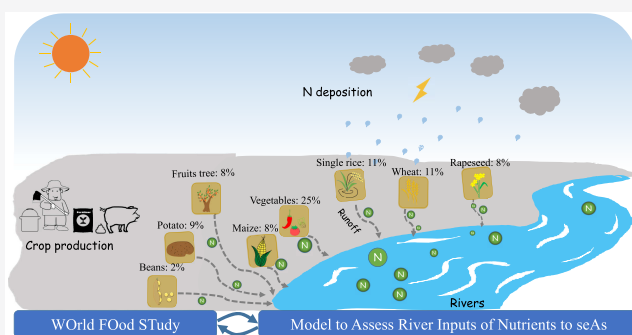 N deposition
Single rice: 11%
Wheat: 11%
Rapeseed: 8%
Fruits tree: 8%
Vegetables: 25%
Runoff
Potato: 9%
Maize: 8%
Crop production
Beans: 2%
N
N
N
N
N
N
N
N
N
N
N
N
N
N
Rivers
WOrld FOod STudy
Model to Assess River Inputs of Nutrients to seAs